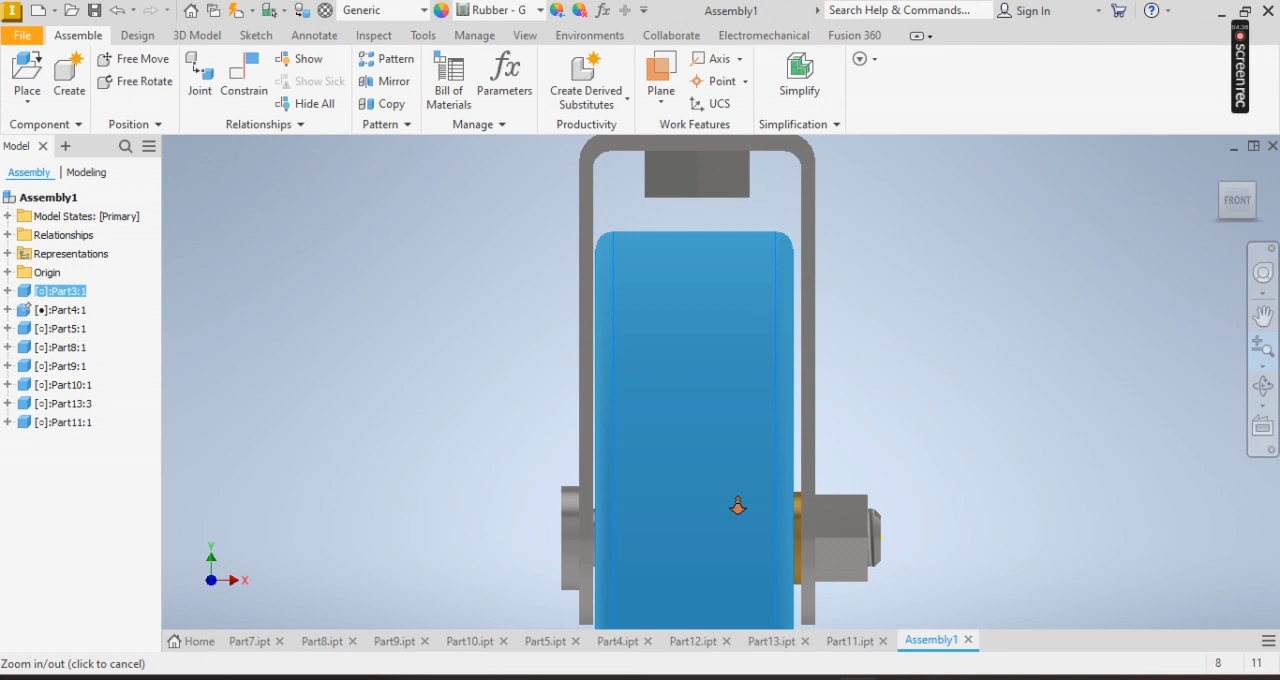 I
Generic
Rubber - G
fx
Assembly1
Search Help & Commands...
Sign In
File
Assemble
Design
3D Model
Sketch
Annotate
Inspect
Tools
Manage
View
Environments
Collaborate
Electromechanical
Fusion 360
Place
Create
Free Move
Free Rotate
Joint
Constrain
Show
Show Sick
Hide All
Pattern
Mirror
Copy
Bill of
Materials
fx
Parameters
Create Derived
Substitutes
Plane
Axis
Point
UCS
Simplify
Component
Position
Relationships
Pattern
Manage
Productivity
Work Features
Simplification
04:36
screenrec
Model
Assembly | Modeling
Assembly1
Model States: [Primary]
Relationships
Representations
Origin
[○]:Part3:1
[●]:Part4:1
[○]:Part5:1
[○]:Part8:1
[○]:Part9:1
[○]:Part10:1
[○]:Part13:3
[○]:Part11:1
FRONT
Y
X
Home
Part7.ipt
Part8.ipt
Part9.ipt
Part10.ipt
Part5.ipt
Part4.ipt
Part12.ipt
Part13.ipt
Part11.ipt
Assembly1
Zoom in/out (click to cancel)
8
11